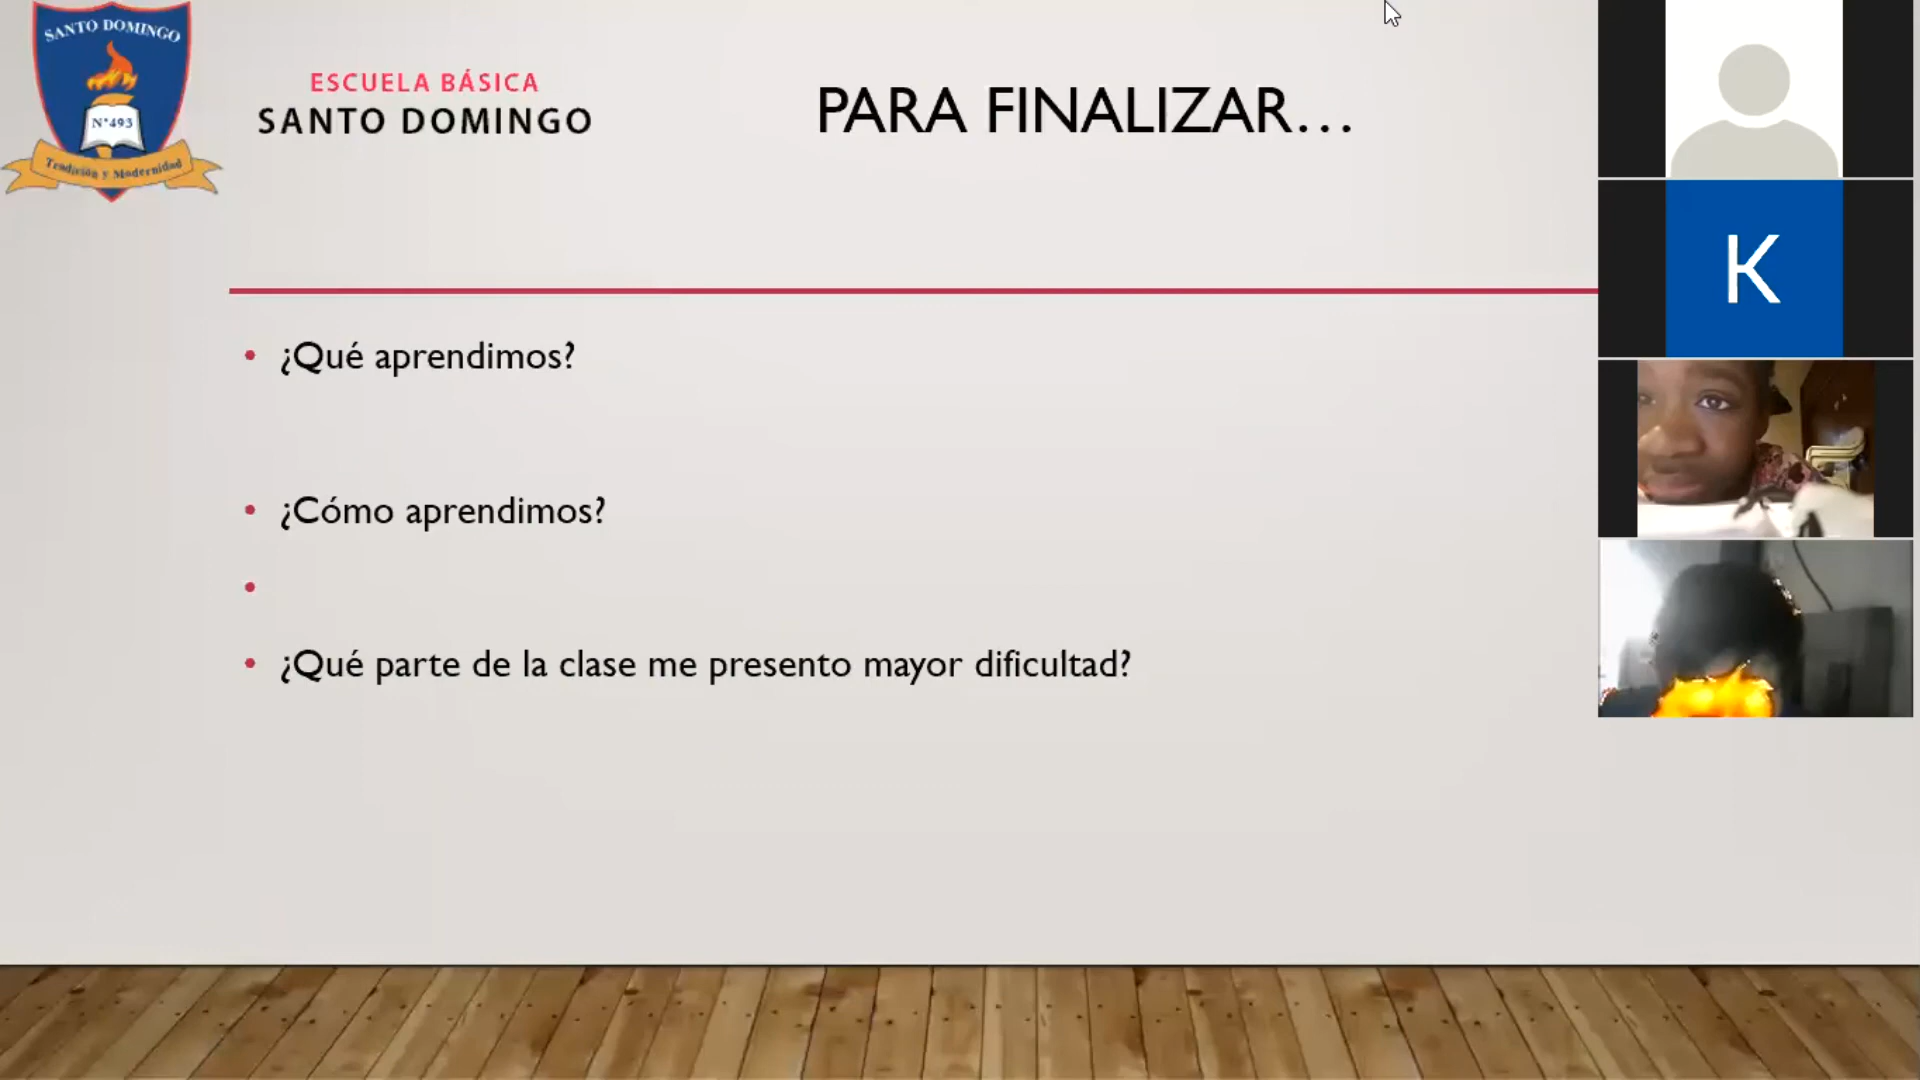 SANTO DOMINGO
N°493
Tradición y Modernidad
ESCUELA BÁSICA
SANTO DOMINGO
PARA FINALIZAR...
K
• ¿Qué aprendimos?
• ¿Cómo aprendimos?
•
• ¿Qué parte de la clase me presento mayor dificultad?